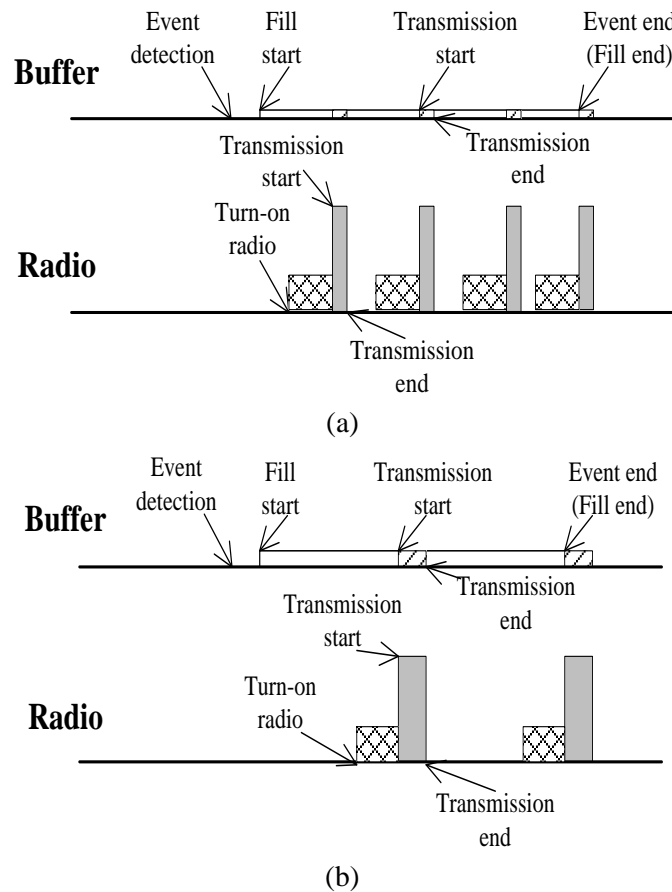 Event
detection
Fill
start
Transmission
start
Event end
(Fill end)
Buffer
Transmission
start
Transmission
end
Turn-on
radio
Radio
Transmission
end
(a)
Event
detection
Fill
start
Transmission
start
Event end
(Fill end)
Buffer
Transmission
start
Transmission
end
Turn-on
radio
Radio
Transmission
end
(b)